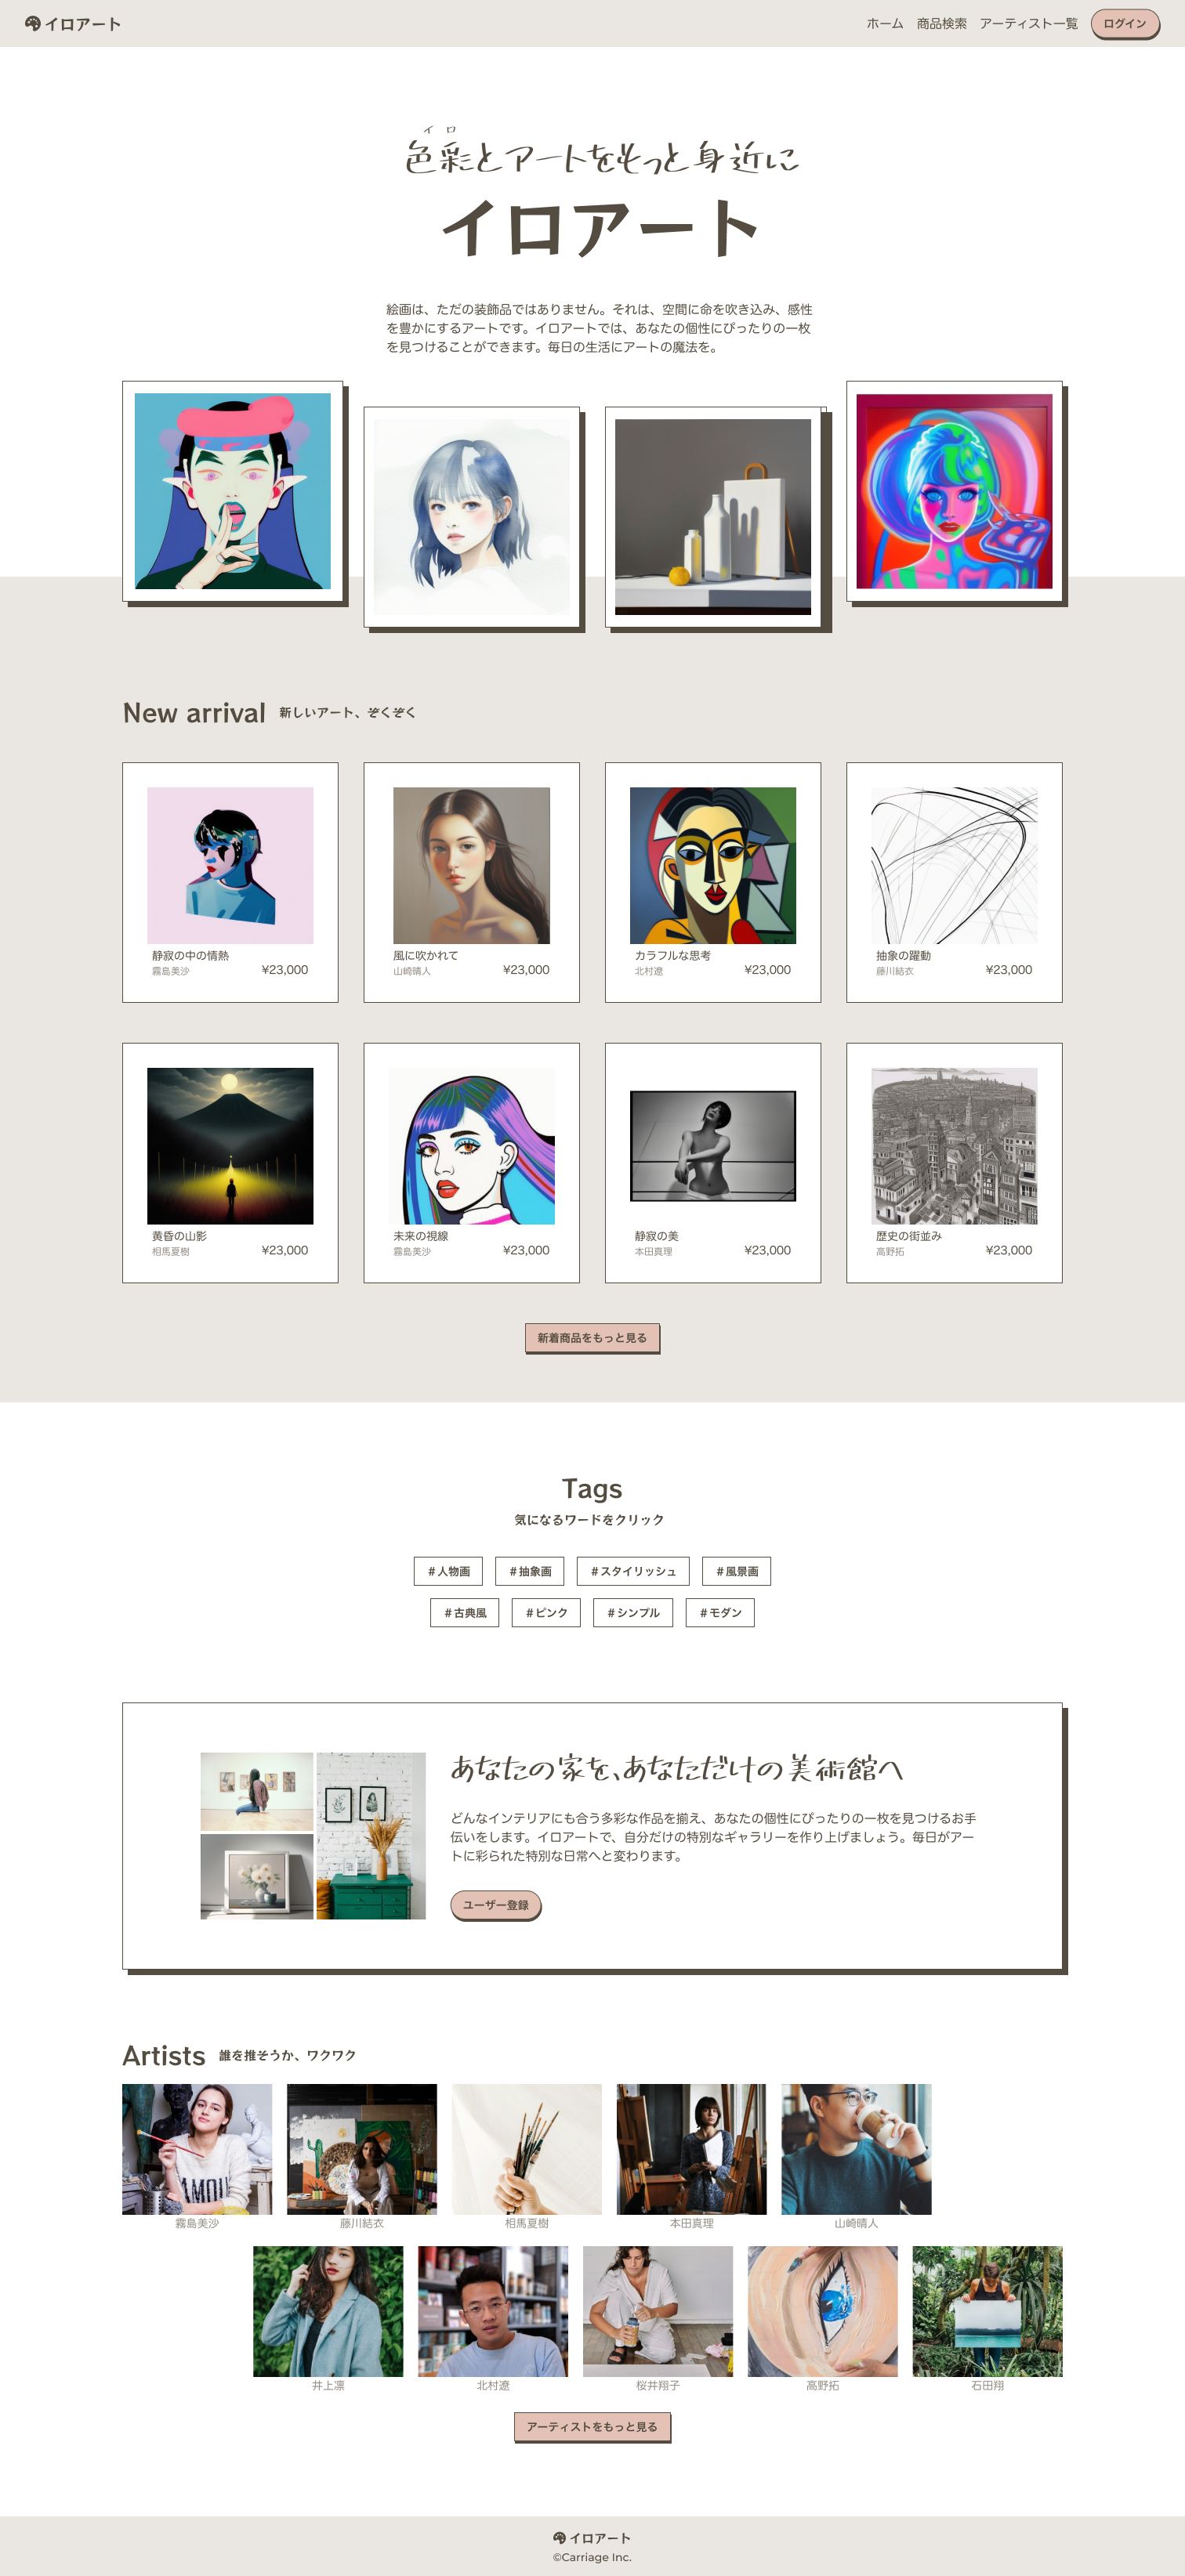 イロアート
ホーム 商品検索 アーティスト一覧 ログイン
イロ
色彩とアートをもっと身近に
イロアート
絵画は、ただの装飾品ではありません。それは、空間に命を吹き込み、感性
を豊かにするアートです。イロアートでは、あなたの個性にぴったりの一枚
を見つけることができます。毎日の生活にアートの魔法を。
New arrival 新しいアート、ぞくぞく
静寂の中の情熱
霧島美沙 ¥23,000
風に吹かれて
山崎晴人 ¥23,000
カラフルな思考
北村遼 ¥23,000
抽象の躍動
藤川結衣 ¥23,000
黄昏の山影
相馬夏樹 ¥23,000
未来の視線
霧島美沙 ¥23,000
静寂の美
本田真理 ¥23,000
歴史の街並み
高野拓 ¥23,000
新着商品をもっと見る
Tags
気になるワードをクリック
#人物画 #抽象画 #スタイリッシュ #風景画
#古典風 #ピンク #シンプル #モダン
あなたの家を、あなただけの美術館へ
どんなインテリアにも合う多彩な作品を揃え、あなたの個性にぴったりの一枚を見つけるお手
伝いをします。イロアートで、自分だけの特別なギャラリーを作り上げましょう。毎日がアー
トに彩られた特別な日常へと変わります。
ユーザー登録
Artists 誰を推そうか、ワクワク
AMOU
霧島美沙 藤川結衣 相馬夏樹 本田真理 山崎晴人
井上凛 北村遼 桜井翔子 高野拓 石田翔
アーティストをもっと見る
イロアート
©Carriage Inc.